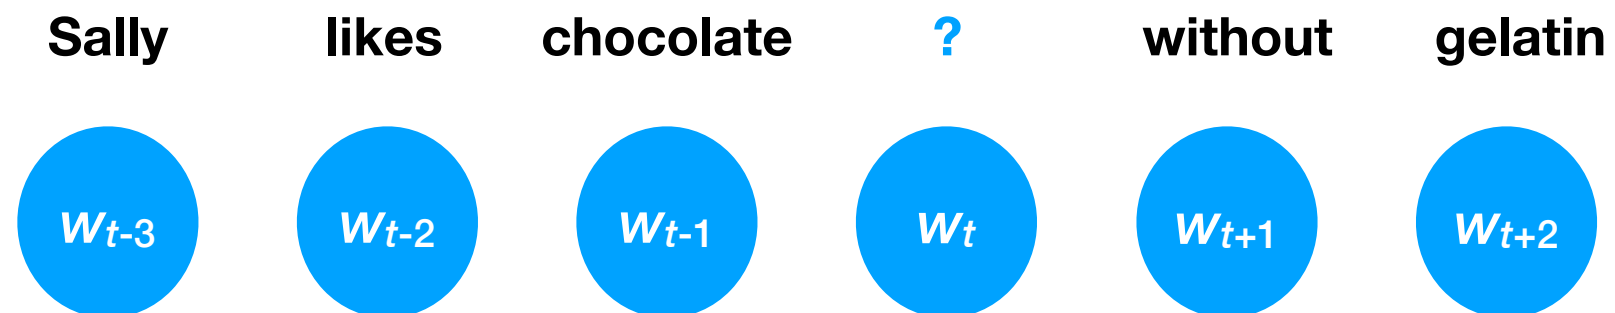 Sally likes chocolate ? without gelatin
wt-3 wt-2 wt-1 wt wt+1 wt+2